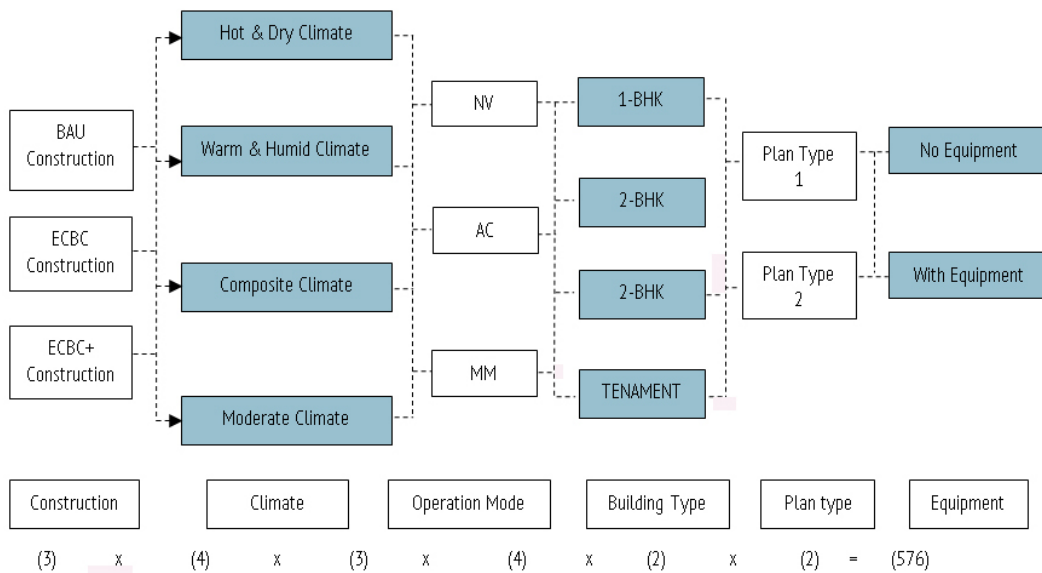 Hot & Dry Climate
Warm & Humid Climate
Composite Climate
Moderate Climate
BAU
Construction
ECBC
Construction
ECBC+
Construction
NV
AC
MM
1-BHK
2-BHK
2-BHK
TENAMENT
Plan Type
1
Plan Type
2
No Equipment
With Equipment
Construction Climate Operation Mode Building Type Plan type Equipment
(3) x (4) x (3) x (4) x (2) x (2) = (576)